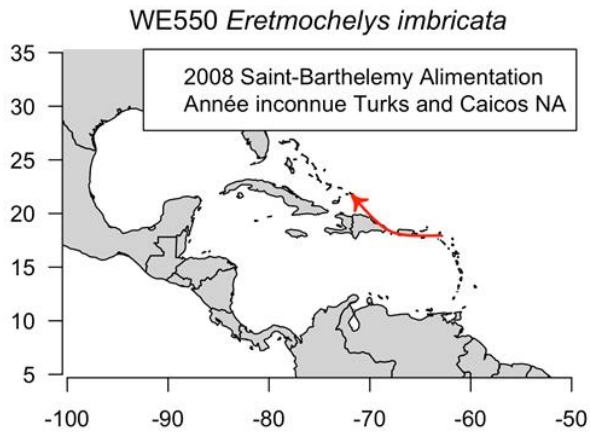 WE550 Eretmochelys imbricata
2008 Saint-Barthelemy Alimentation
Année inconnue Turks and Caicos NA
35
30
25
20
15
10
5
-100 -90 -80 -70 -60 -50